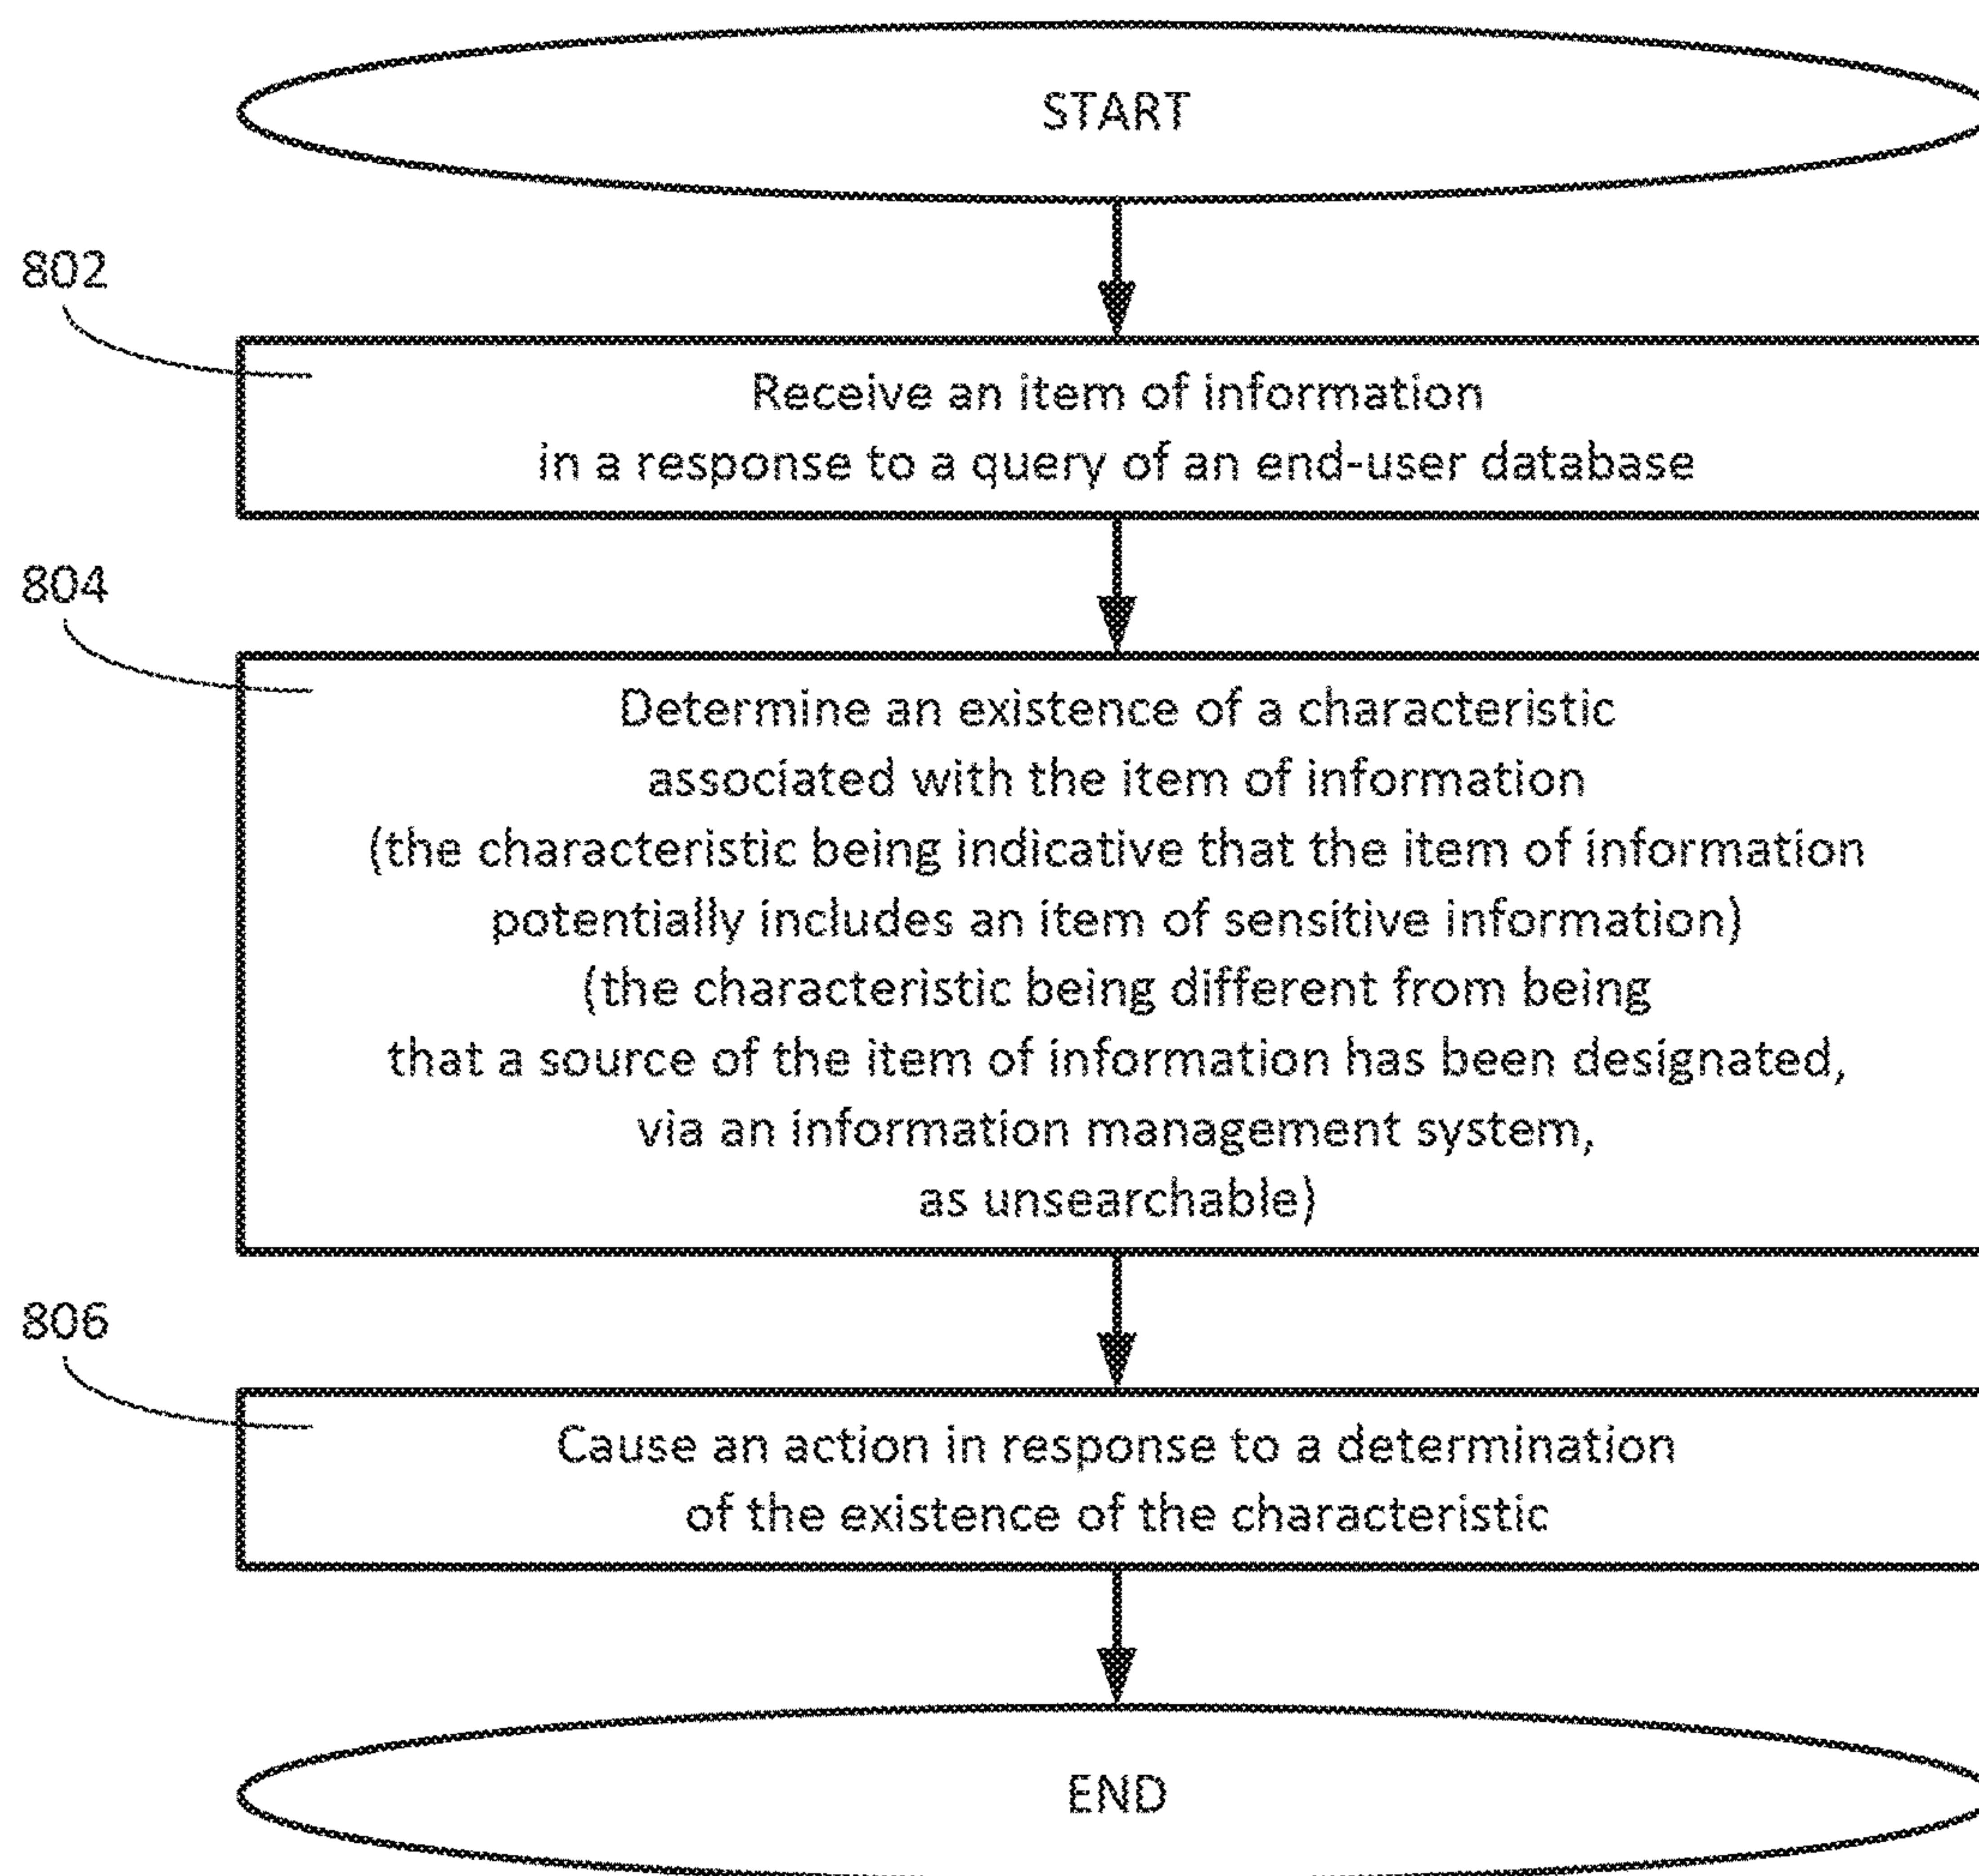 START
802
Receive an item of information
in a response to a query of an end-user database
804
Determine an existence of a characteristic
associated with the item of information
(the characteristic being indicative that the item of information
potentially includes an item of sensitive information)
(the characteristic being different from being
that a source of the item of information has been designated,
via an information management system,
as unsearchable)
806
Cause an action in response to a determination
of the existence of the characteristic
END